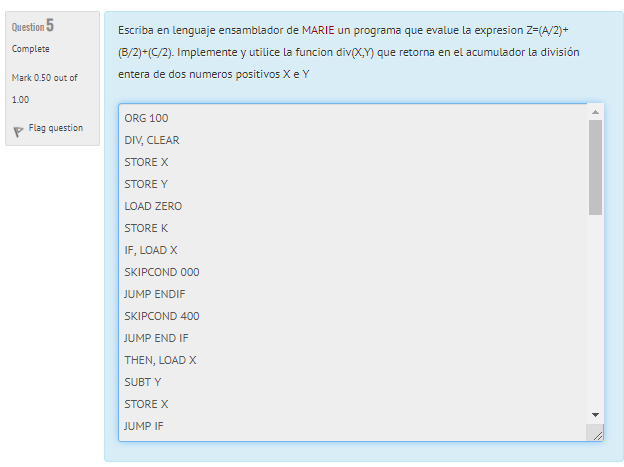 Question 5
Complete
Mark 0.50 out of
1.00
Flag question
Escriba en lenguaje ensamblador de MARIE un programa que evalue la expresion Z=(A/2)+
(B/2)+(C/2). Implemente y utilice la funcion div(X,Y) que retorna en el acumulador la división
entera de dos numeros positivos X e Y
ORG 100
DIV, CLEAR
STORE X
STORE Y
LOAD ZERO
STORE K
IF, LOAD X
SKIPCOND 000
JUMP ENDIF
SKIPCOND 400
JUMP END IF
THEN, LOAD X
SUBT Y
STORE X
JUMP IF